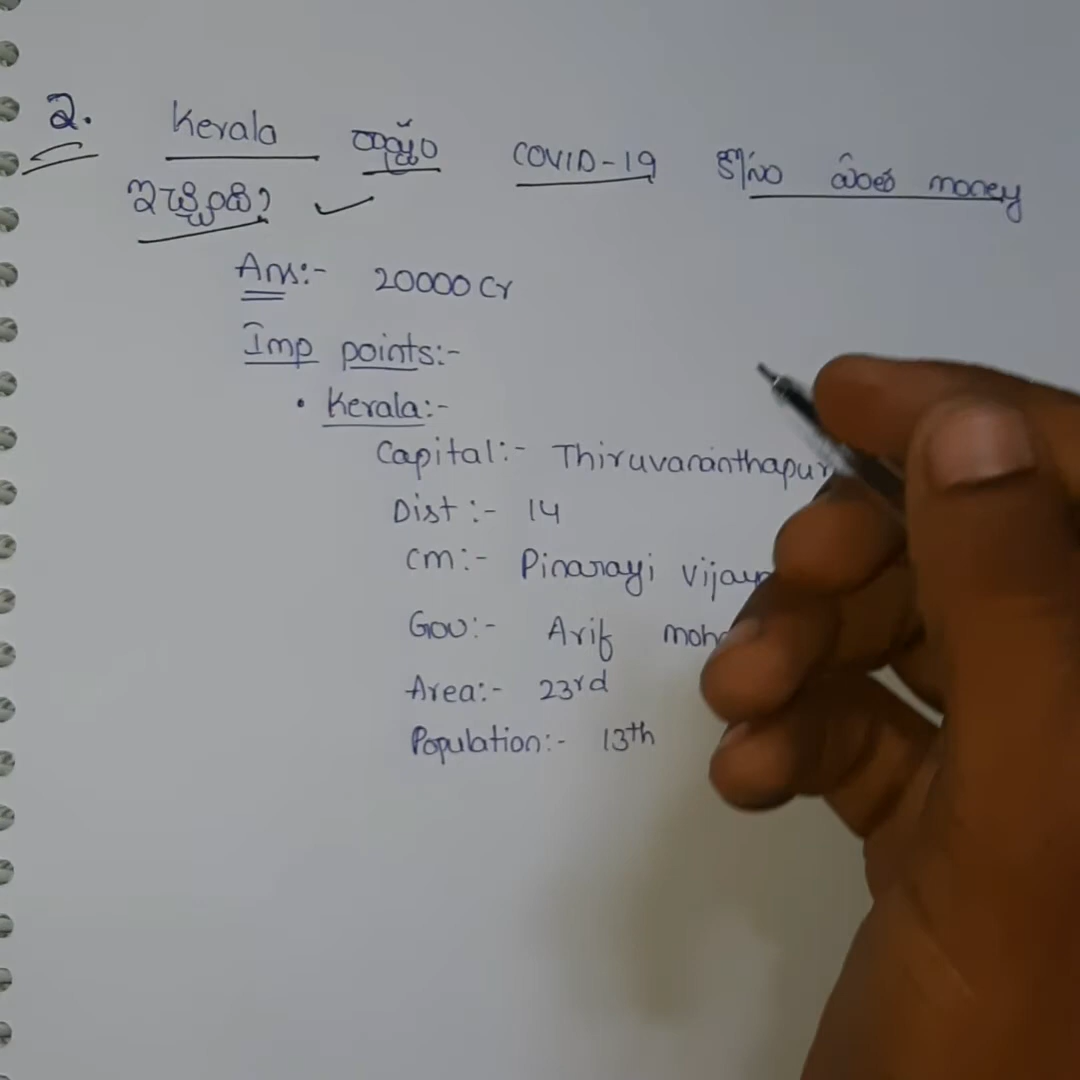 2. Kerala రాష్ట్రం COVID-19 కోసం ఎంత money
ఇచ్చింది?
Ans:- 20000 Cr
Imp points:-
• Kerala:-
Capital:- Thiruvananthapur
Dist:- 14
CM:- Pinarayi Vijay
Gov:- Arif moh
Area:- 23rd
Population:- 13th